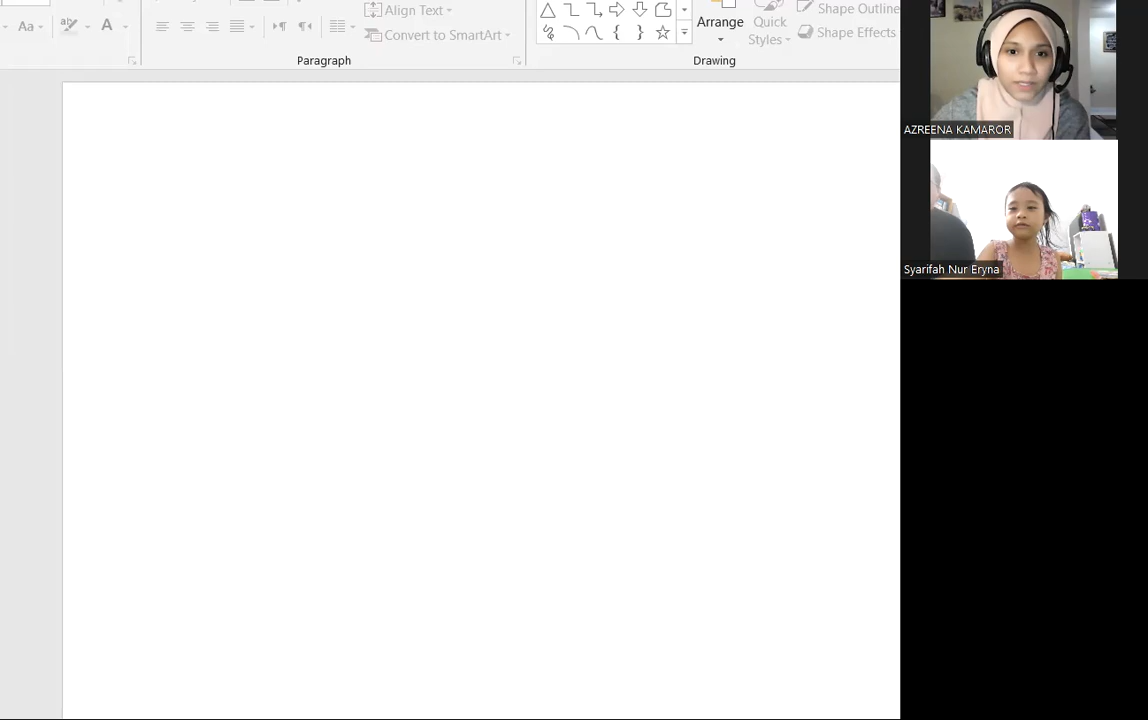 Align Text
Shape Outline
Aa
A
Convert to SmartArt
Arrange
Quick
Styles
Shape Effects
Paragraph
Drawing
AZREENA KAMAROR
Syarifah Nur Eryna